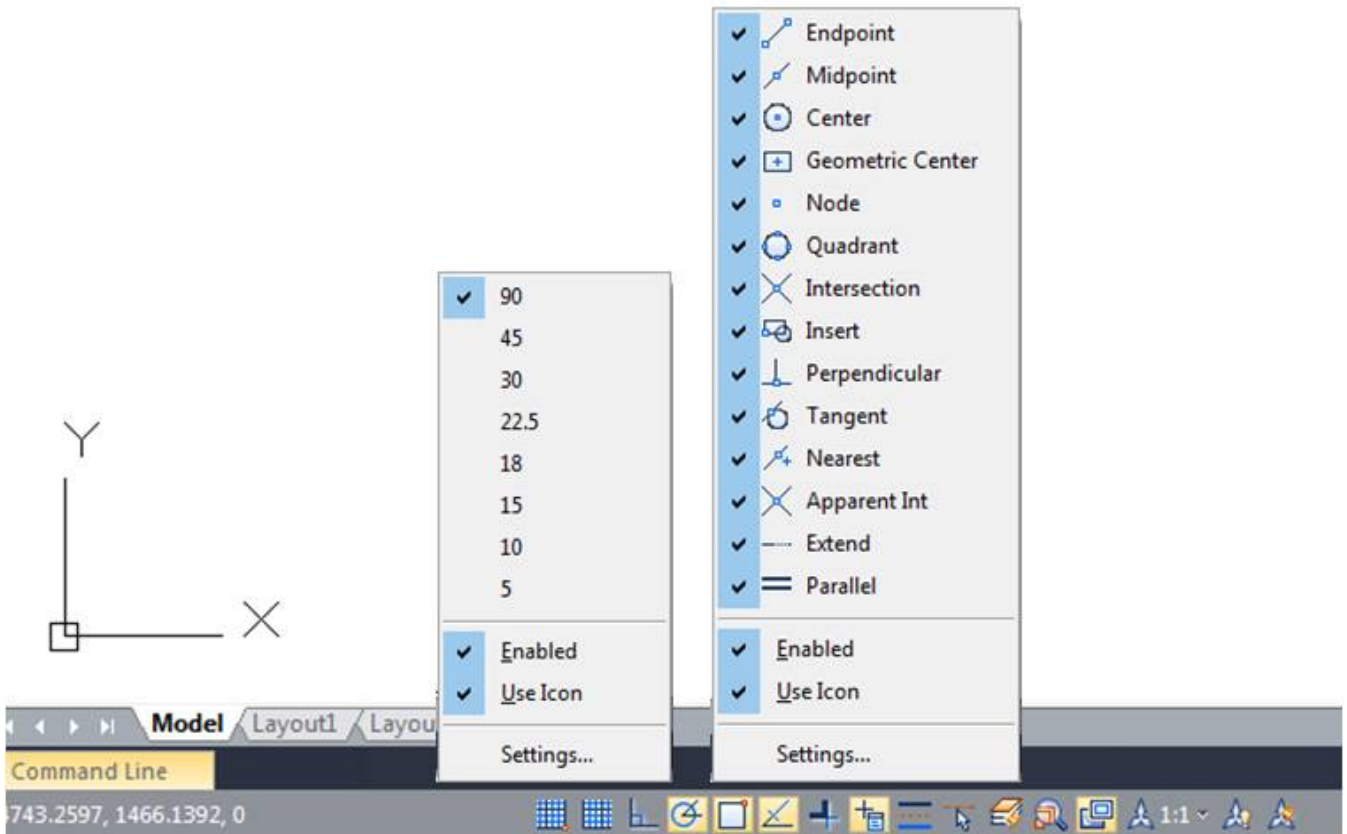 Endpoint
Midpoint
Center
Geometric Center
Node
Quadrant
Intersection
Insert
Perpendicular
Tangent
Nearest
Apparent Int
Extend
Parallel
Enabled
Use Icon
Settings...
90
45
30
22.5
18
15
10
5
Enabled
Use Icon
Settings...
Y
X
Model Layout1 Layou
Command Line
743.2597, 1466.1392, 0
1:1